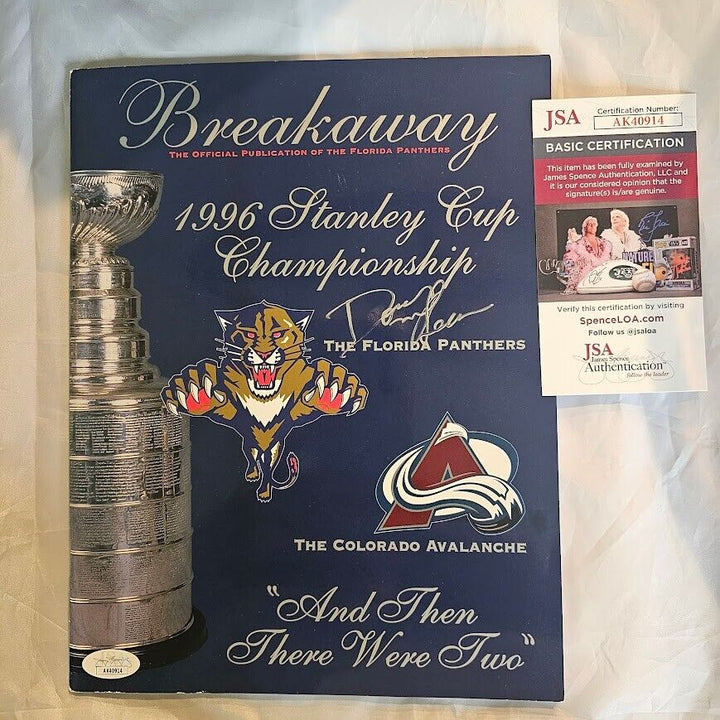 Breakaway
THE OFFICIAL PUBLICATION OF THE FLORIDA PANTHERS
1996 Stanley Cup
Championship
THE FLORIDA PANTHERS
THE COLORADO AVALANCHE
"And Then
There Were Two"
AK40914
JSA
Certification Number:
AK40914
BASIC CERTIFICATION
This item has been fully examined by
James Spence Authentication, LLC and
it is our considered opinion that the
signature(s) is/are genuine.
Verify this certification by visiting
SpenceLOA.com
Follow us @jsaloa
JSA
James Spence
Authentication
follow the leader